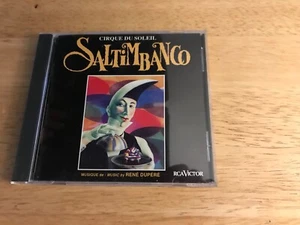 CIRQUE DU SOLEIL
SALTIMBANCO
MUSIQUE DE · MUSIC by RENÉ DUPÉRÉ
RCA VICTOR